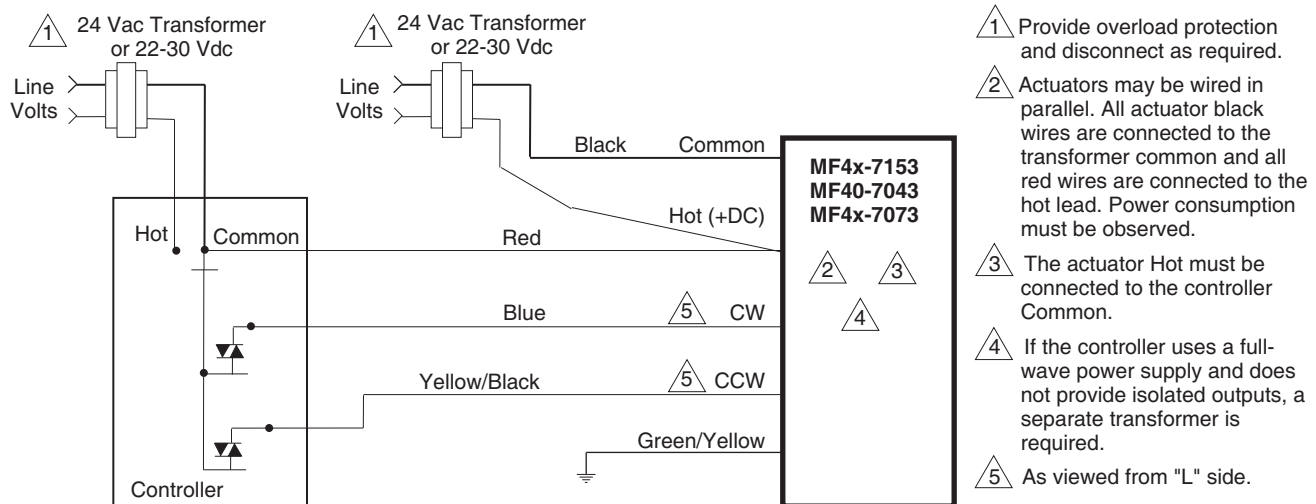 1
24 Vac Transformer
or 22-30 Vdc
Line
Volts
1
24 Vac Transformer
or 22-30 Vdc
Line
Volts
Black
Common
Hot (+DC)
Hot
Common
Red
Blue
5
CW
Yellow/Black
5
CCW
Green/Yellow
Controller
MF4x-7153
MF40-7043
MF4x-7073
2
3
4
1 Provide overload protection
and disconnect as required.
2 Actuators may be wired in
parallel. All actuator black
wires are connected to the
transformer common and all
red wires are connected to the
hot lead. Power consumption
must be observed.
3 The actuator Hot must be
connected to the controller
Common.
4 If the controller uses a full-
wave power supply and does
not provide isolated outputs, a
separate transformer is
required.
5 As viewed from "L" side.